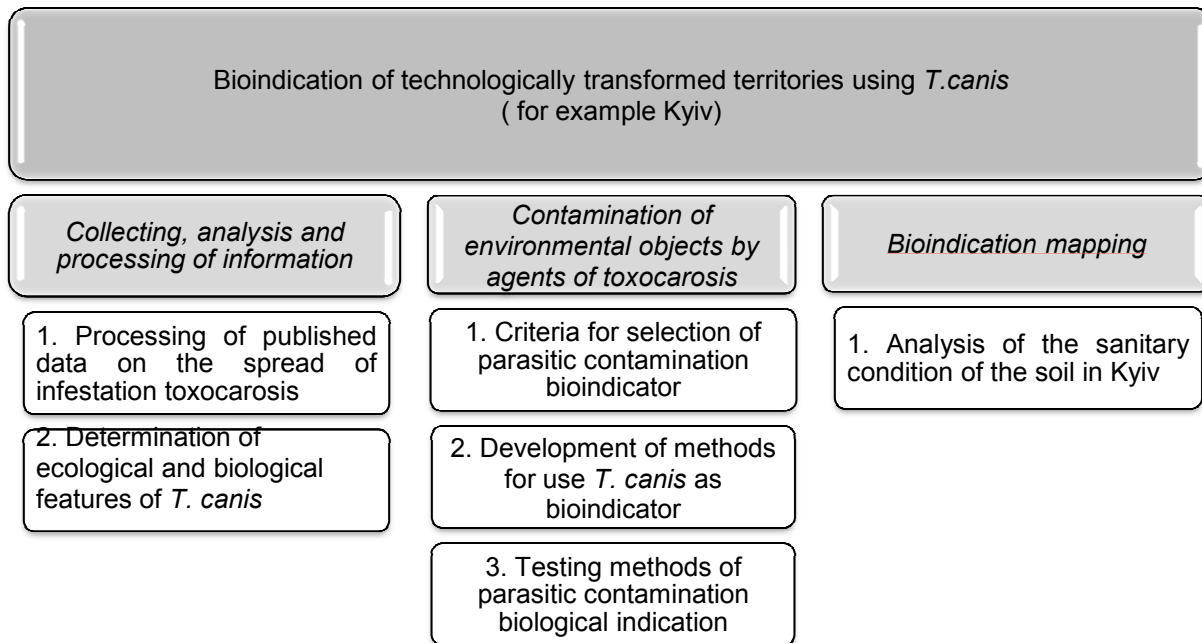 Bioindication of technologically transformed territories using T.canis
( for example Kyiv)
Collecting, analysis and
processing of information
1. Processing of published
data on the spread of
infestation toxocarosis
2. Determination of
ecological and biological
features of T. canis
Contamination of
environmental objects by
agents of toxocarosis
1. Criteria for selection of
parasitic contamination
bioindicator
2. Development of methods
for use T. canis as
bioindicator
3. Testing methods of
parasitic contamination
biological indication
Bioindication mapping
1. Analysis of the sanitary
condition of the soil in Kyiv